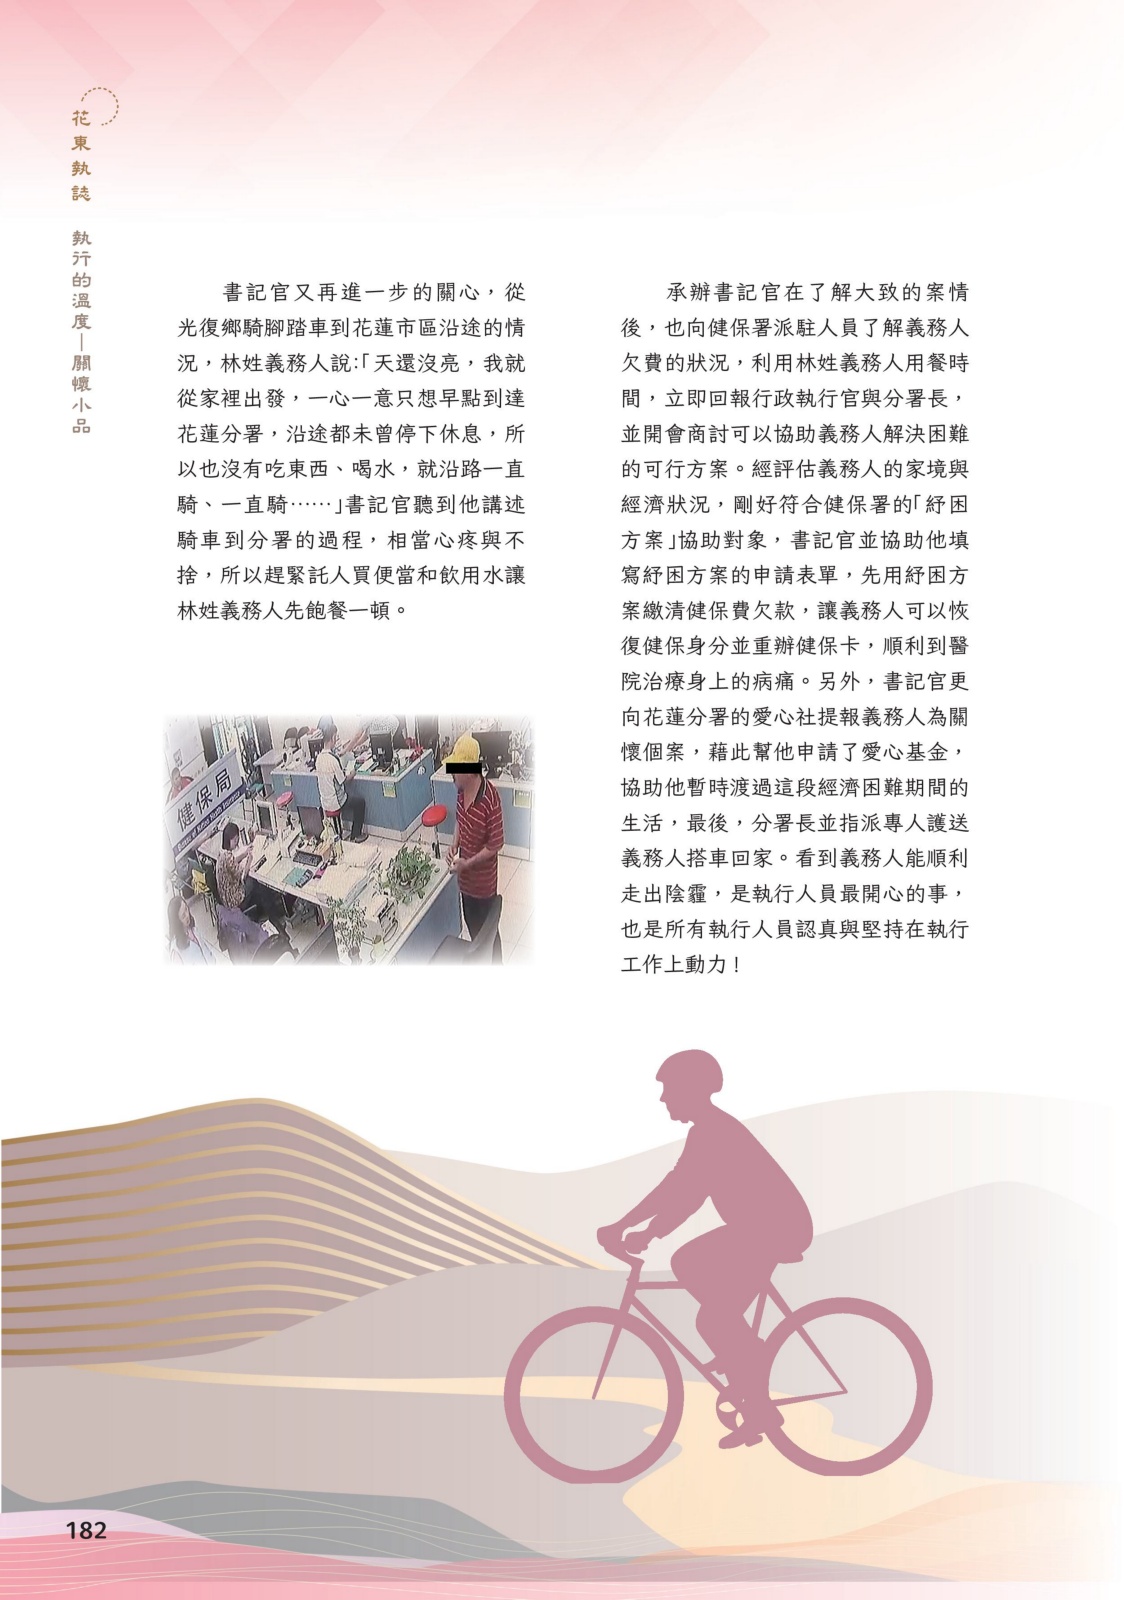 花東執誌 執行的溫度—關懷小品
書記官又再進一步的關心，從
光復鄉騎腳踏車到花蓮市區沿途的情
況，林姓義務人說:「天還沒亮，我就
從家裡出發，一心一意只想早點到達
花蓮分署，沿途都未曾停下休息，所
以也沒有吃東西、喝水，就沿路一直
騎、一直騎……」書記官聽到他講述
騎車到分署的過程，相當心疼與不
捨，所以趕緊託人買便當和飲用水讓
林姓義務人先飽餐一頓。
健保局
Bureau of National Health Insurance
承辦書記官在了解大致的案情
後，也向健保署派駐人員了解義務人
欠費的狀況，利用林姓義務人用餐時
間，立即回報行政執行官與分署長，
並開會商討可以協助義務人解決困難
的可行方案。經評估義務人的家境與
經濟狀況，剛好符合健保署的「紓困
方案」協助對象，書記官並協助他填
寫紓困方案的申請表單，先用紓困方
案繳清健保費欠款，讓義務人可以恢
復健保身分並重辦健保卡，順利到醫
院治療身上的病痛。另外，書記官更
向花蓮分署的愛心社提報義務人為關
懷個案，藉此幫他申請了愛心基金，
協助他暫時渡過這段經濟困難期間的
生活，最後，分署長並指派專人護送
義務人搭車回家。看到義務人能順利
走出陰霾，是執行人員最開心的事，
也是所有執行人員認真與堅持在執行
工作上動力！
182